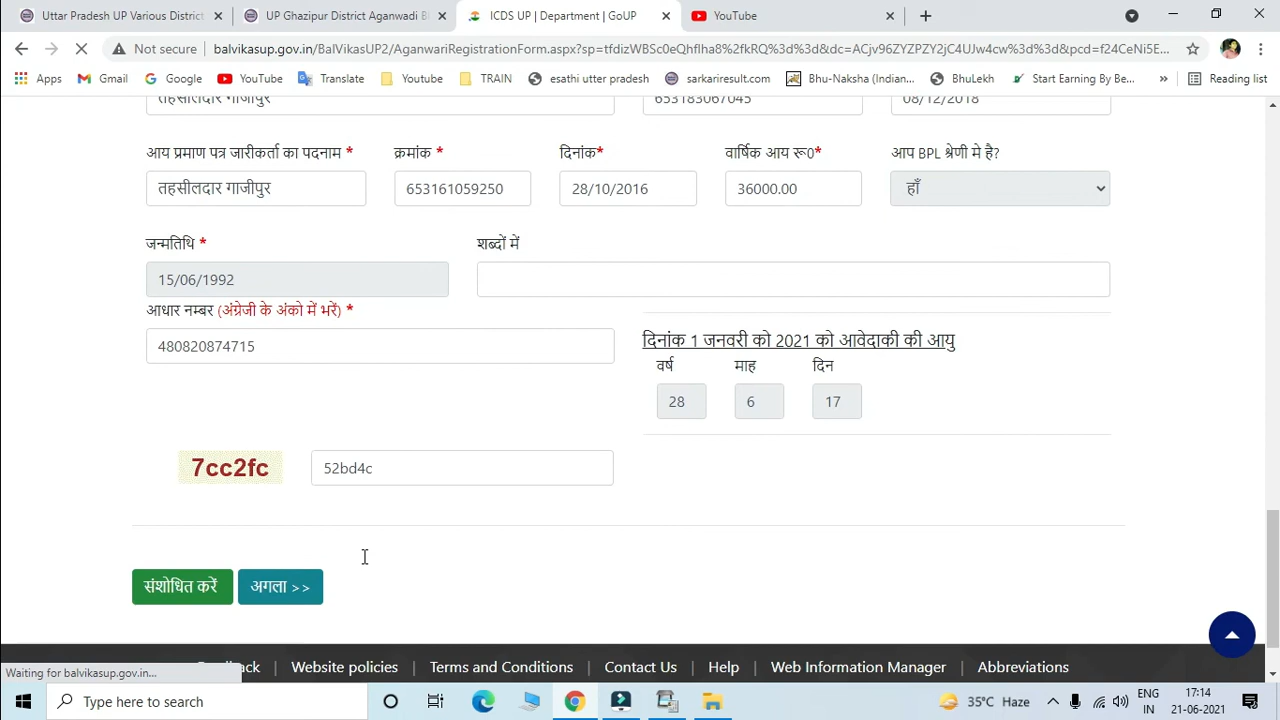 Uttar Pradesh UP Various District
UP Ghazipur District Aganwadi Bl
ICDS UP | Department | GoUP
YouTube
Not secure balvikasup.gov.in/BalVikasUP2/AganwariRegistrationForm.aspx?sp=tfdizWBSc0eQhflha%2fkRQ%3d%3d&dc=ACjv96ZYZPZY2jC4UJw4cw%3d%3d&pcd=f24CeNi5E...
Apps Gmail Google YouTube Translate Youtube TRAIN esathi utter pradesh sarkariresult.com Bhu-Naksha (Indian... BhuLekh Start Earning By Be... » Reading list
तहसीलदार गाजीपुर 653183067045 08/12/2018
आय प्रमाण पत्र जारीकर्ता का पदनाम * क्रमांक * दिनांक* वार्षिक आय रू0* आप BPL श्रेणी मे है?
तहसीलदार गाजीपुर 653161059250 28/10/2016 36000.00 हाँ
जन्मतिथि * शब्दों में
15/06/1992
आधार नम्बर (अंग्रेजी के अंको में भरें) *
480820874715
दिनांक 1 जनवरी को 2021 को आवेदाकी की आयु
वर्ष माह दिन
28 6 17
7cc2fc 52bd4c
संशोधित करें अगला >>
Website policies Terms and Conditions Contact Us Help Web Information Manager Abbreviations
Waiting for balvikasup.gov.in...
Type here to search
35°C Haze
ENG 17:14
IN 21-06-2021